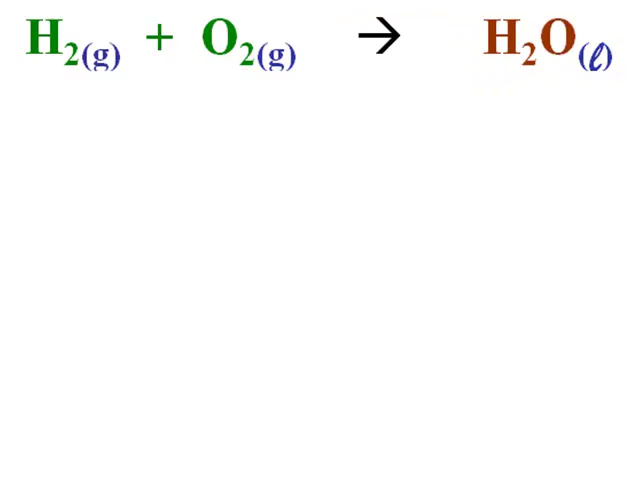 H₂(g) + O₂(g) → H₂O(ℓ)